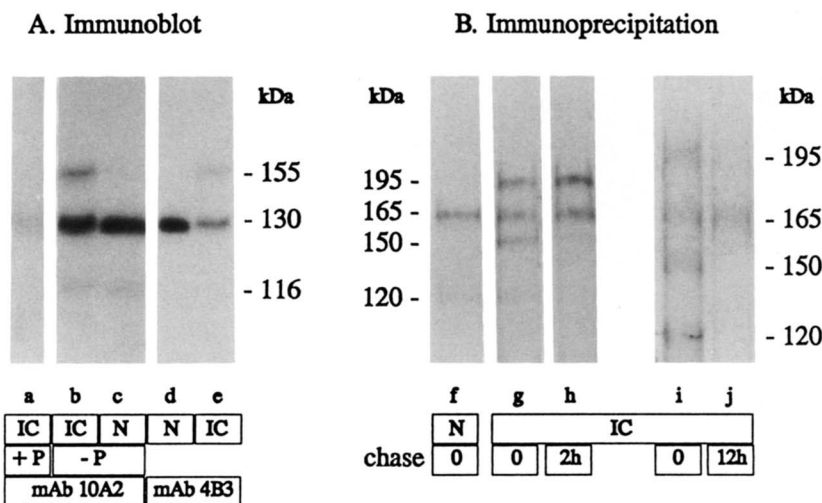 A. Immunoblot
B. Immunoprecipitation
kDa
- 155
- 130
- 116
a b c d e
IC IC N N IC
+ P - P
mAb 10A2 mAb 4B3
kDa
195 -
165 -
150 -
120 -
kDa
- 195
- 165
- 150
- 120
f g h i j
N IC
chase 0 0 2h 0 12h